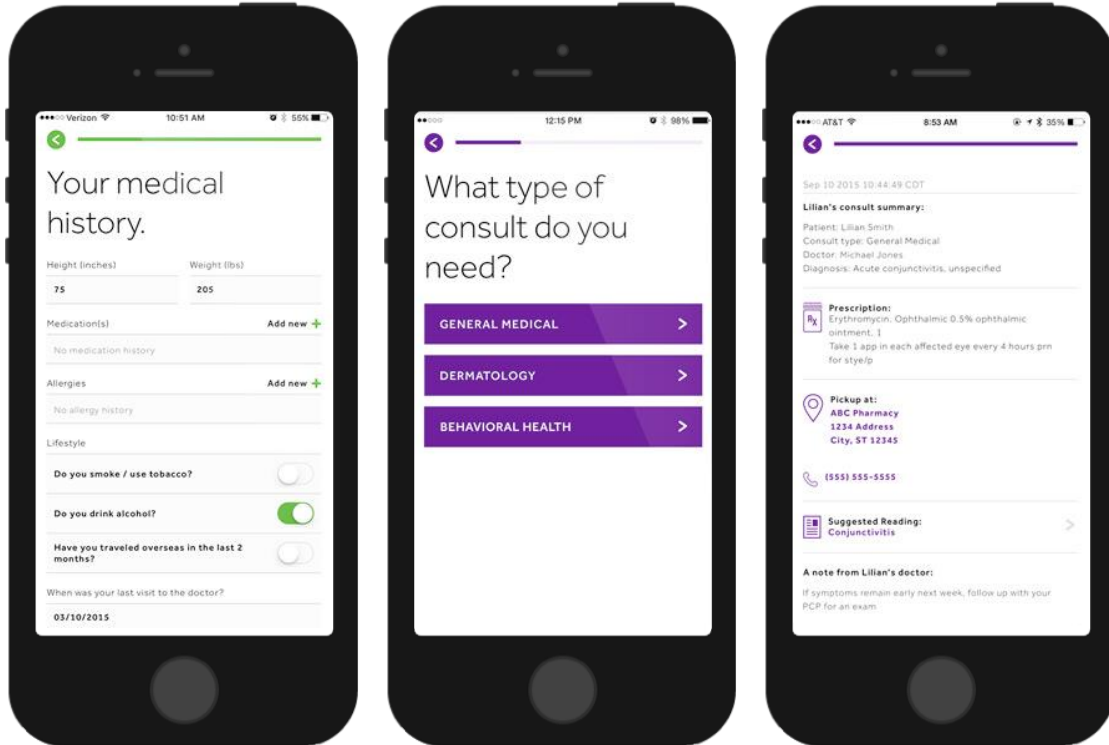 Verizon 10:51 AM 55%
Your medical
history.
Height (inches) Weight (lbs)
75 205
Medication(s) Add new +
No medication history
Allergies Add new +
No allergy history
Lifestyle
Do you smoke / use tobacco?
Do you drink alcohol?
Have you traveled overseas in the last 2
months?
When was your last visit to the doctor?
03/10/2015
12:15 PM 98%
What type of
consult do you
need?
GENERAL MEDICAL >
DERMATOLOGY >
BEHAVIORAL HEALTH >
AT&T 8:53 AM 35%
Sep 10 2015 10:44:49 CDT
Lilian's consult summary:
Patient: Lilian Smith
Consult type: General Medical
Doctor: Michael Jones
Diagnosis: Acute conjunctivitis, unspecified
Rx
Prescription:
Erythromycin. Ophthalmic 0.5% ophthalmic
ointment, 1
Take 1 app in each affected eye every 4 hours prn
for stye/p
Pickup at:
ABC Pharmacy
1234 Address
City, ST 12345
(555) 555-5555
Suggested Reading:
Conjunctivitis
A note from Lilian's doctor:
If symptoms remain early next week, follow up with your
PCP for an exam